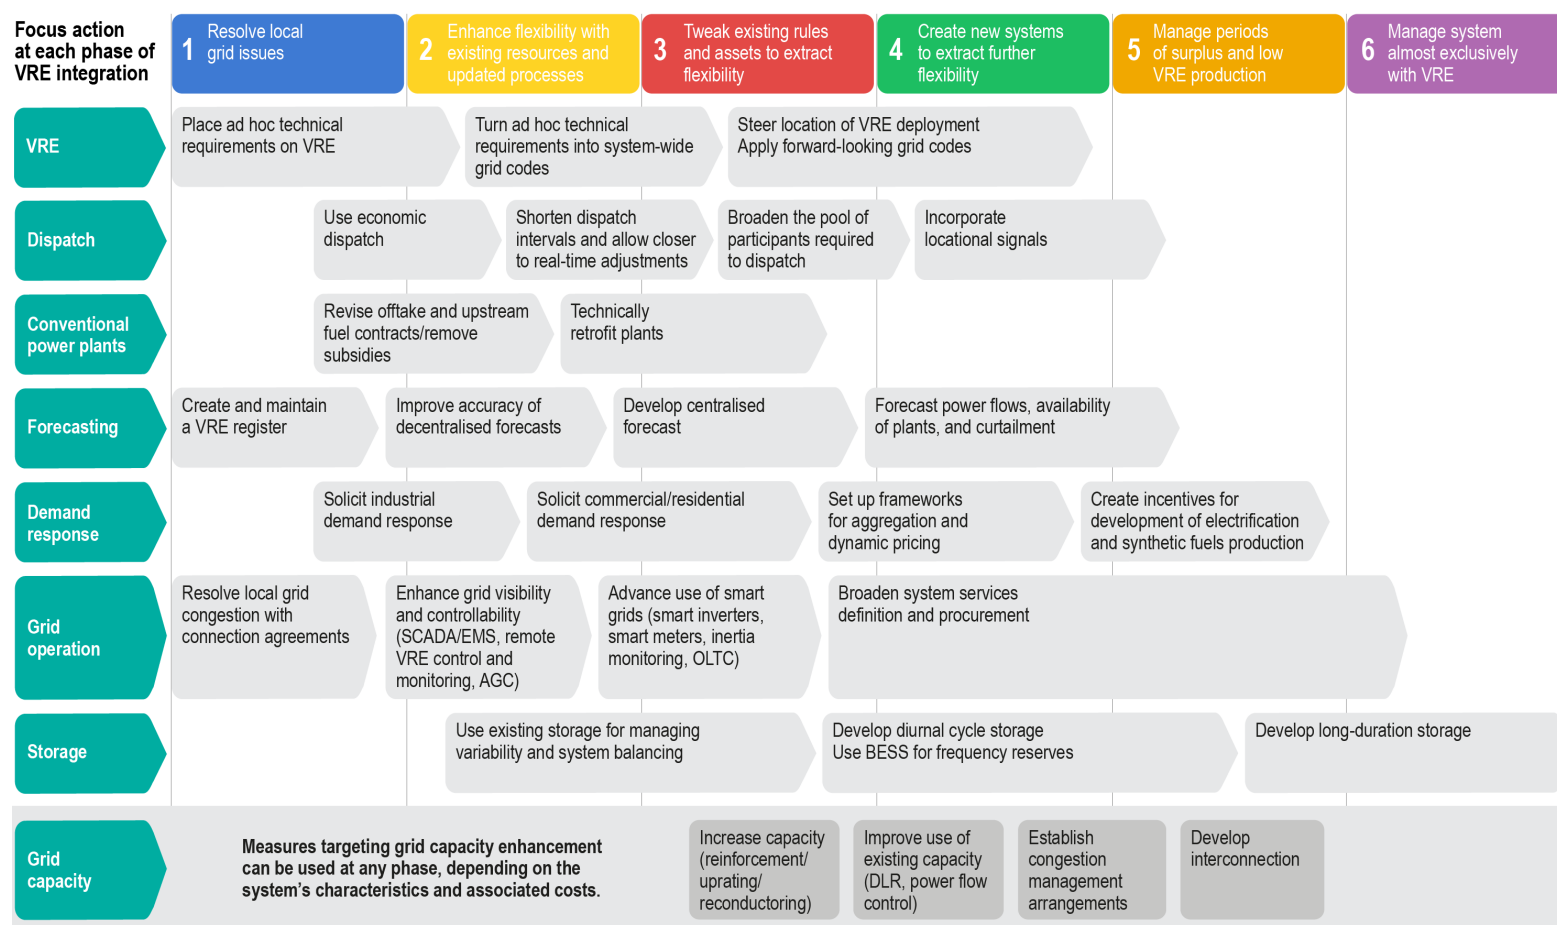 Focus action
at each phase of
VRE integration
1
Resolve local
grid issues
2
Enhance flexibility with
existing resources and
updated processes
3
Tweak existing rules
and assets to extract
flexibility
4
Create new systems
to extract further
flexibility
5
Manage periods
of surplus and low
VRE production
6
Manage system
almost exclusively
with VRE
VRE
Place ad hoc technical
requirements on VRE
Turn ad hoc technical
requirements into system-wide
grid codes
Steer location of VRE deployment
Apply forward-looking grid codes
Dispatch
Use economic
dispatch
Shorten dispatch
intervals and allow closer
to real-time adjustments
Broaden the pool of
participants required
to dispatch
Incorporate
locational signals
Conventional
power plants
Revise offtake and upstream
fuel contracts/remove
subsidies
Technically
retrofit plants
Forecasting
Create and maintain
a VRE register
Improve accuracy of
decentralised forecasts
Develop centralised
forecast
Forecast power flows, availability
of plants, and curtailment
Demand
response
Solicit industrial
demand response
Solicit commercial/residential
demand response
Set up frameworks
for aggregation and
dynamic pricing
Create incentives for
development of electrification
and synthetic fuels production
Grid
operation
Resolve local grid
congestion with
connection agreements
Enhance grid visibility
and controllability
(SCADA/EMS, remote
VRE control and
monitoring, AGC)
Advance use of smart
grids (smart inverters,
smart meters, inertia
monitoring, OLTC)
Broaden system services
definition and procurement
Storage
Use existing storage for managing
variability and system balancing
Develop diurnal cycle storage
Use BESS for frequency reserves
Develop long-duration storage
Grid
capacity
Measures targeting grid capacity enhancement
can be used at any phase, depending on the
system's characteristics and associated costs.
Increase capacity
(reinforcement/
uprating/
reconductoring)
Improve use of
existing capacity
(DLR, power flow
control)
Establish
congestion
management
arrangements
Develop
interconnection